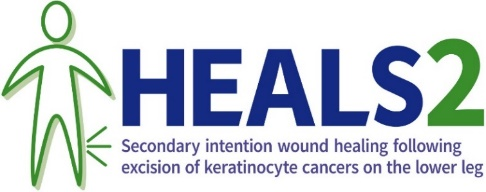 HEALS2
Secondary intention wound healing following
excision of keratinocyte cancers on the lower leg